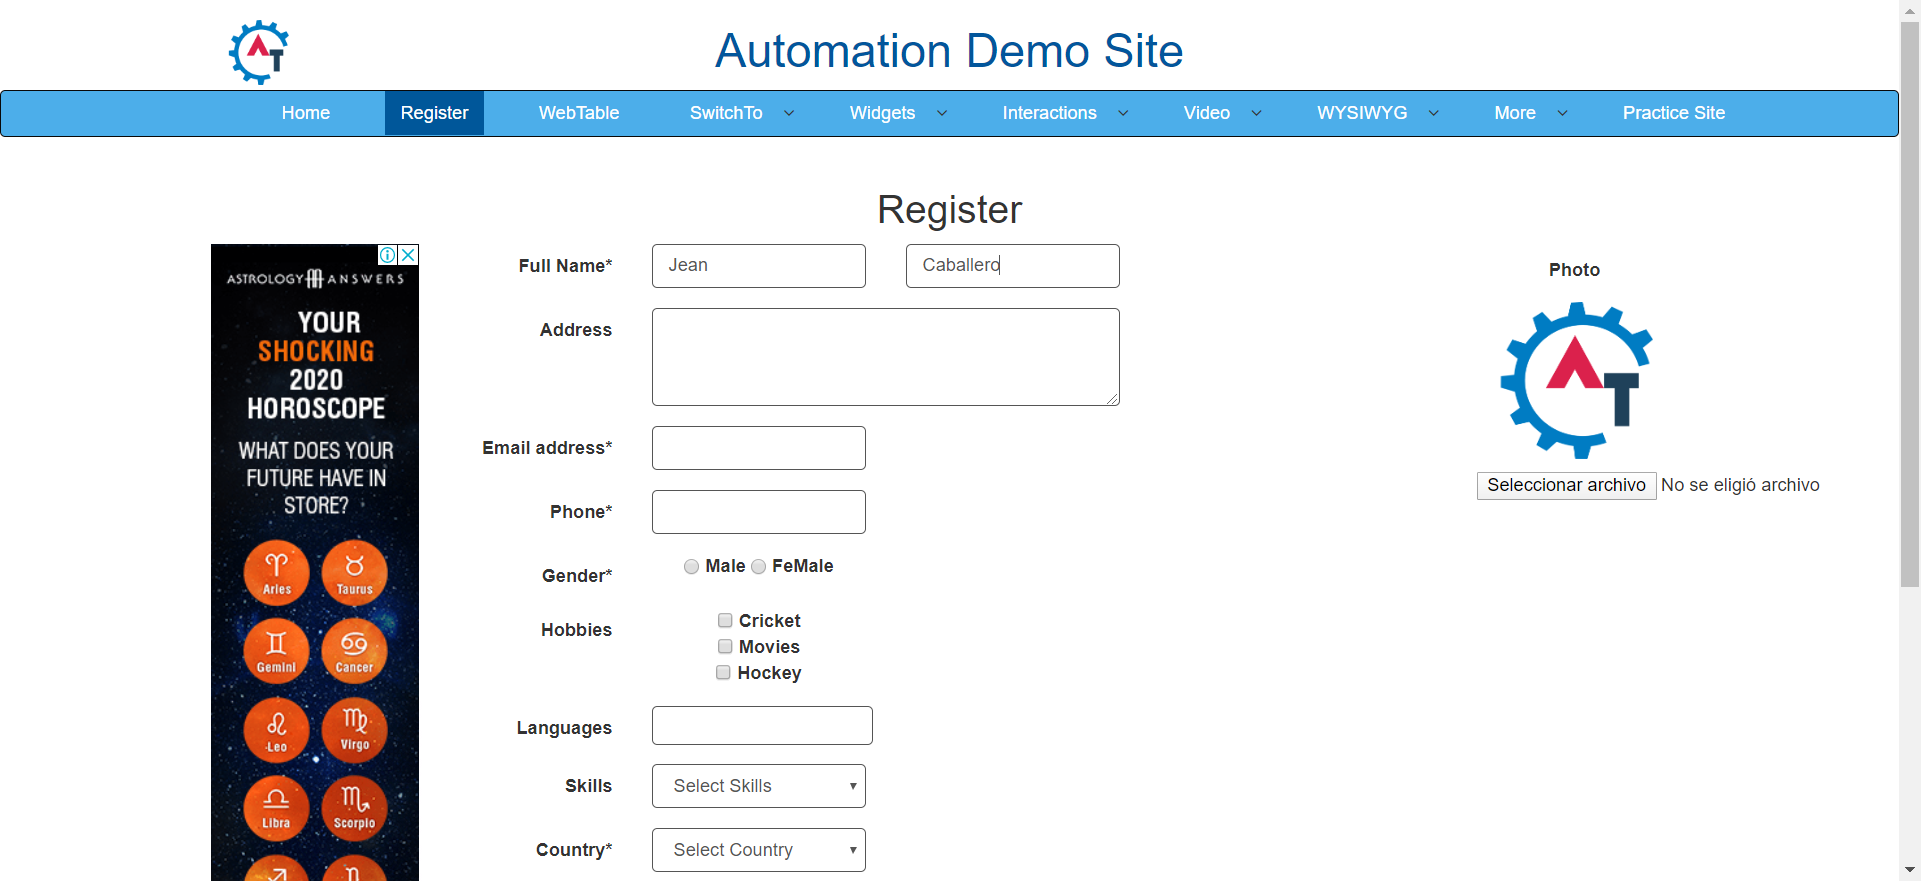 Automation Demo Site
Home Register WebTable SwitchTo Widgets Interactions Video WYSIWYG More Practice Site
Register
ASTROLOGY ANSWERS
YOUR
SHOCKING
2020
HOROSCOPE
WHAT DOES YOUR
FUTURE HAVE IN
STORE?
Aries Taurus
Gemini Cancer
Leo Virgo
Libra Scorpio
Full Name* Jean Caballero
Address
Email address*
Phone*
Gender* Male FeMale
Hobbies Cricket
Movies
Hockey
Languages
Skills Select Skills
Country* Select Country
Photo
AT
Seleccionar archivo No se eligió archivo